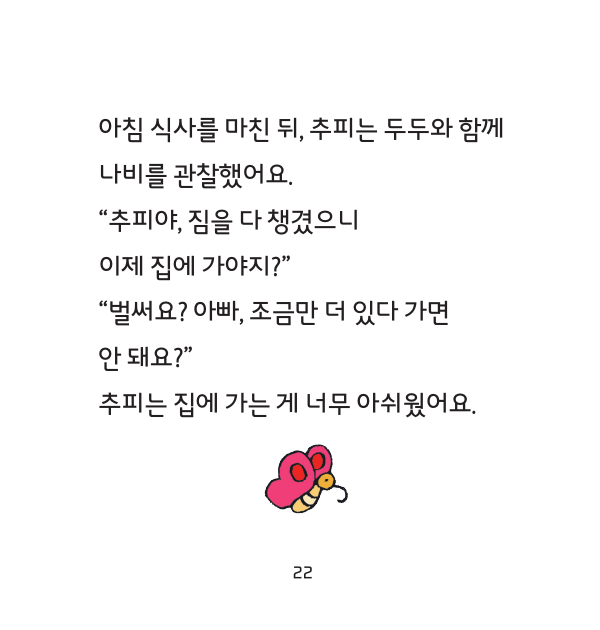 아침 식사를 마친 뒤, 추피는 두두와 함께
나비를 관찰했어요.
“추피야, 짐을 다 챙겼으니
이제 집에 가야지?”
“벌써요? 아빠, 조금만 더 있다 가면
안 돼요?”
추피는 집에 가는 게 너무 아쉬웠어요.
22